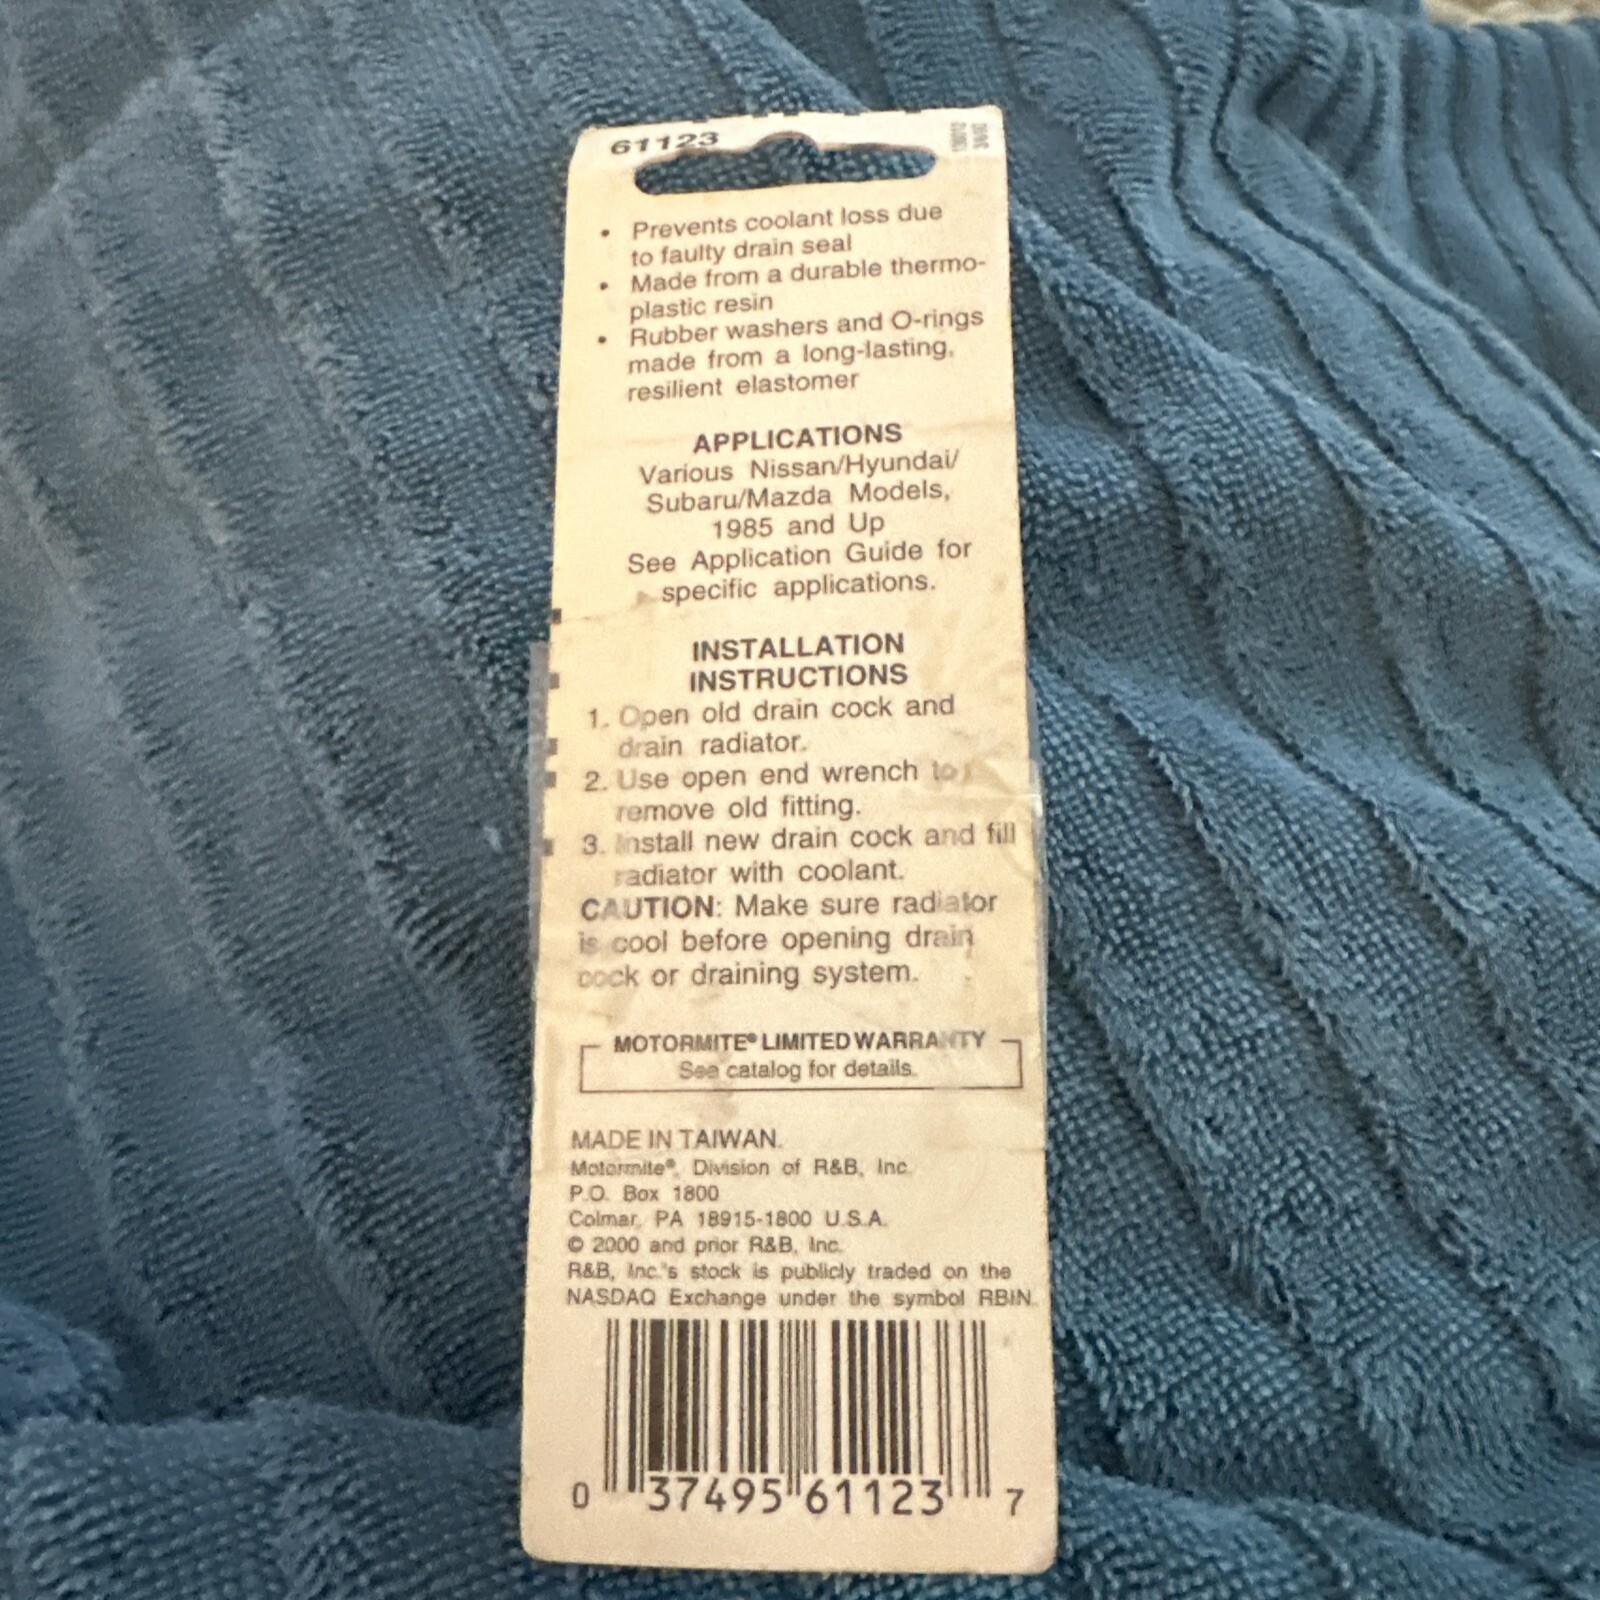 61123
• Prevents coolant loss due
to faulty drain seal
• Made from a durable thermo-
plastic resin
• Rubber washers and O-rings
made from a long-lasting,
resilient elastomer
APPLICATIONS
Various Nissan/Hyundai/
Subaru/Mazda Models,
1985 and Up
See Application Guide for
specific applications.
INSTALLATION
INSTRUCTIONS
1. Open old drain cock and
drain radiator.
2. Use open end wrench to
remove old fitting.
3. Install new drain cock and fill
radiator with coolant.
CAUTION: Make sure radiator
is cool before opening drain
cock or draining system.
MOTORMITE® LIMITED WARRANTY
See catalog for details.
MADE IN TAIWAN.
Motormite®, Division of R&B, Inc.
P.O. Box 1800
Colmar, PA 18915-1800 U.S.A.
© 2000 and prior R&B, Inc.
R&B, Inc.'s stock is publicly traded on the
NASDAQ Exchange under the symbol RBIN.
0 37495 61123 7